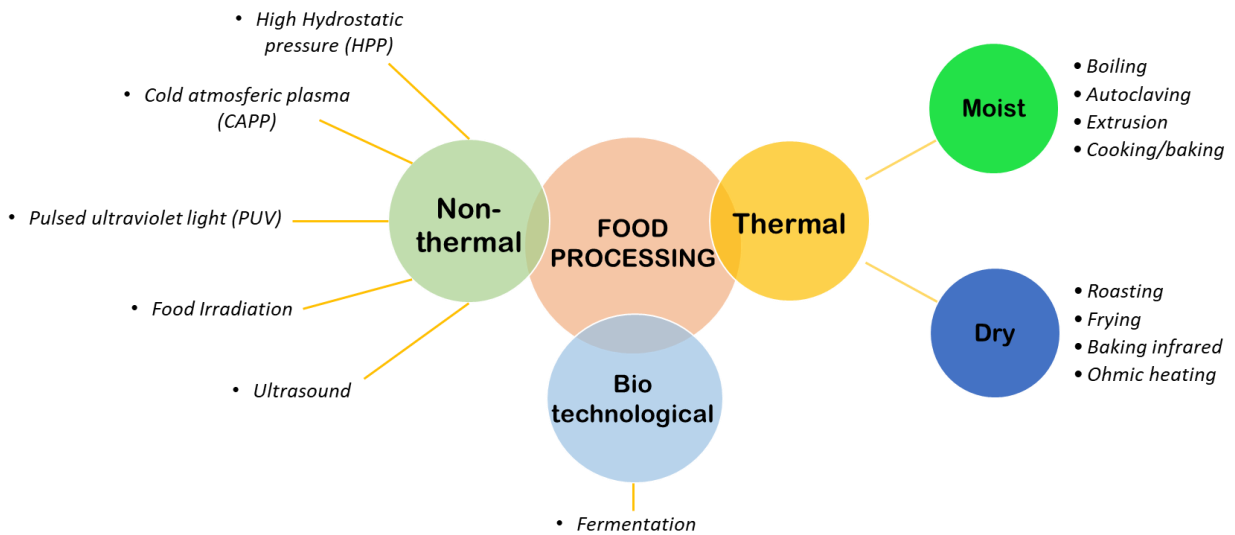 • High Hydrostatic
pressure (HPP)
• Cold atmosferic plasma
(CAPP)
• Pulsed ultraviolet light (PUV)
• Food Irradiation
• Ultrasound
Non-
thermal
FOOD
PROCESSING
Thermal
Bio
technological
• Fermentation
Moist
• Boiling
• Autoclaving
• Extrusion
• Cooking/baking
Dry
• Roasting
• Frying
• Baking infrared
• Ohmic heating